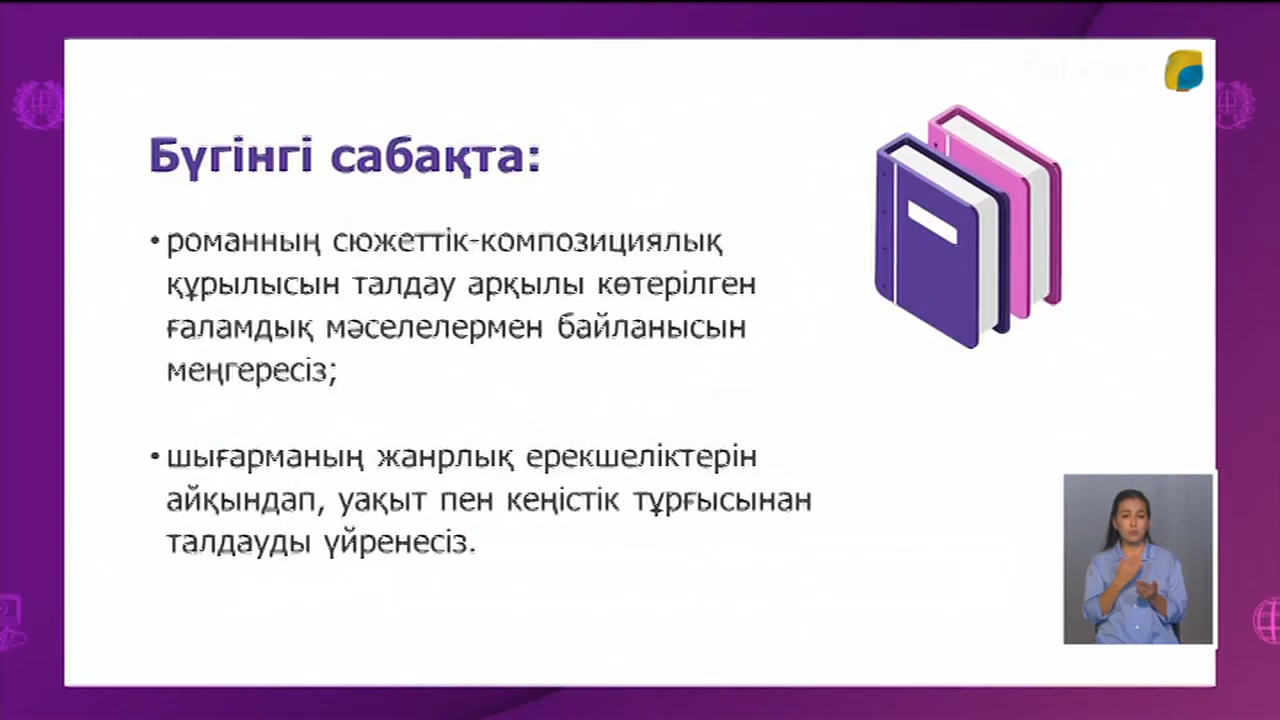 Бүгінгі сабақта:
• романның сюжеттік-композициялық
құрылысын талдау арқылы көтерілген
ғаламдық мәселелермен байланысын
меңгересіз;
• шығарманың жанрлық ерекшеліктерін
айқындап, уақыт пен кеңістік тұрғысынан
талдауды үйренесіз.